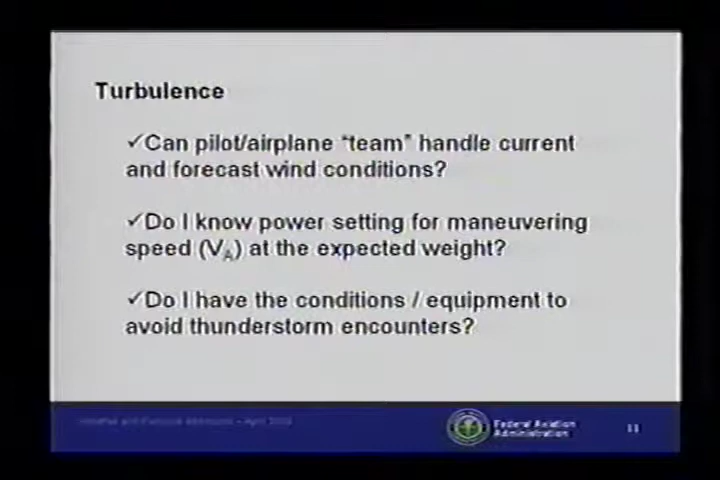 Turbulence
✓Can pilot/airplane “team” handle current
and forecast wind conditions?
✓Do I know power setting for maneuvering
speed (VA) at the expected weight?
✓Do I have the conditions / equipment to
avoid thunderstorm encounters?
Federal Aviation
Administration
11